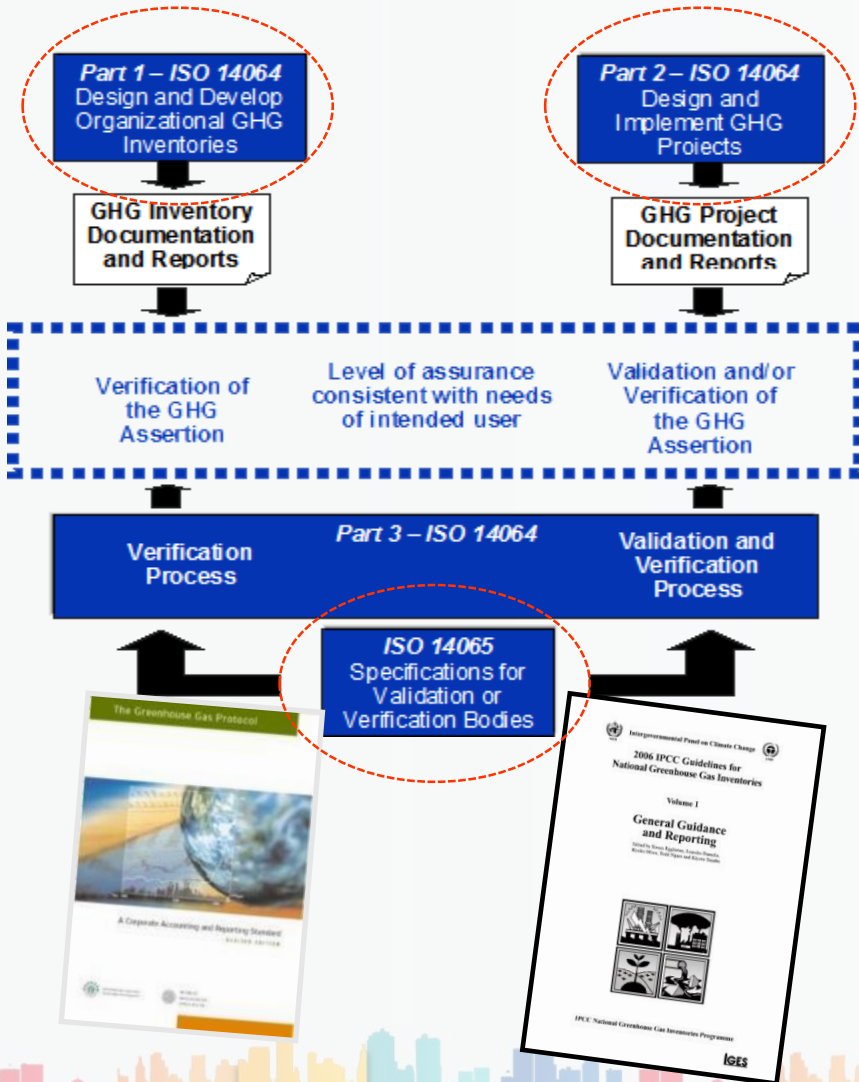 Part 1 – ISO 14064
Design and Develop
Organizational GHG
Inventories
Part 2 – ISO 14064
Design and
Implement GHG
Projects
GHG Inventory
Documentation
and Reports
GHG Project
Documentation
and Reports
Verification of
the GHG
Assertion
Level of assurance
consistent with needs
of intended user
Validation and/or
Verification of
the GHG
Assertion
Verification
Process
Part 3 – ISO 14064
Validation and
Verification
Process
ISO 14065
Specifications for
Validation or
Verification Bodies
The Greenhouse Gas Protocol
A Corporate Accounting and Reporting Standard
REVISED EDITION
Intergovernmental Panel on Climate Change
2006 IPCC Guidelines for
National Greenhouse Gas Inventories
Volume 1
General Guidance
and Reporting
IPCC National Greenhouse Gas Inventories Programme
IGES